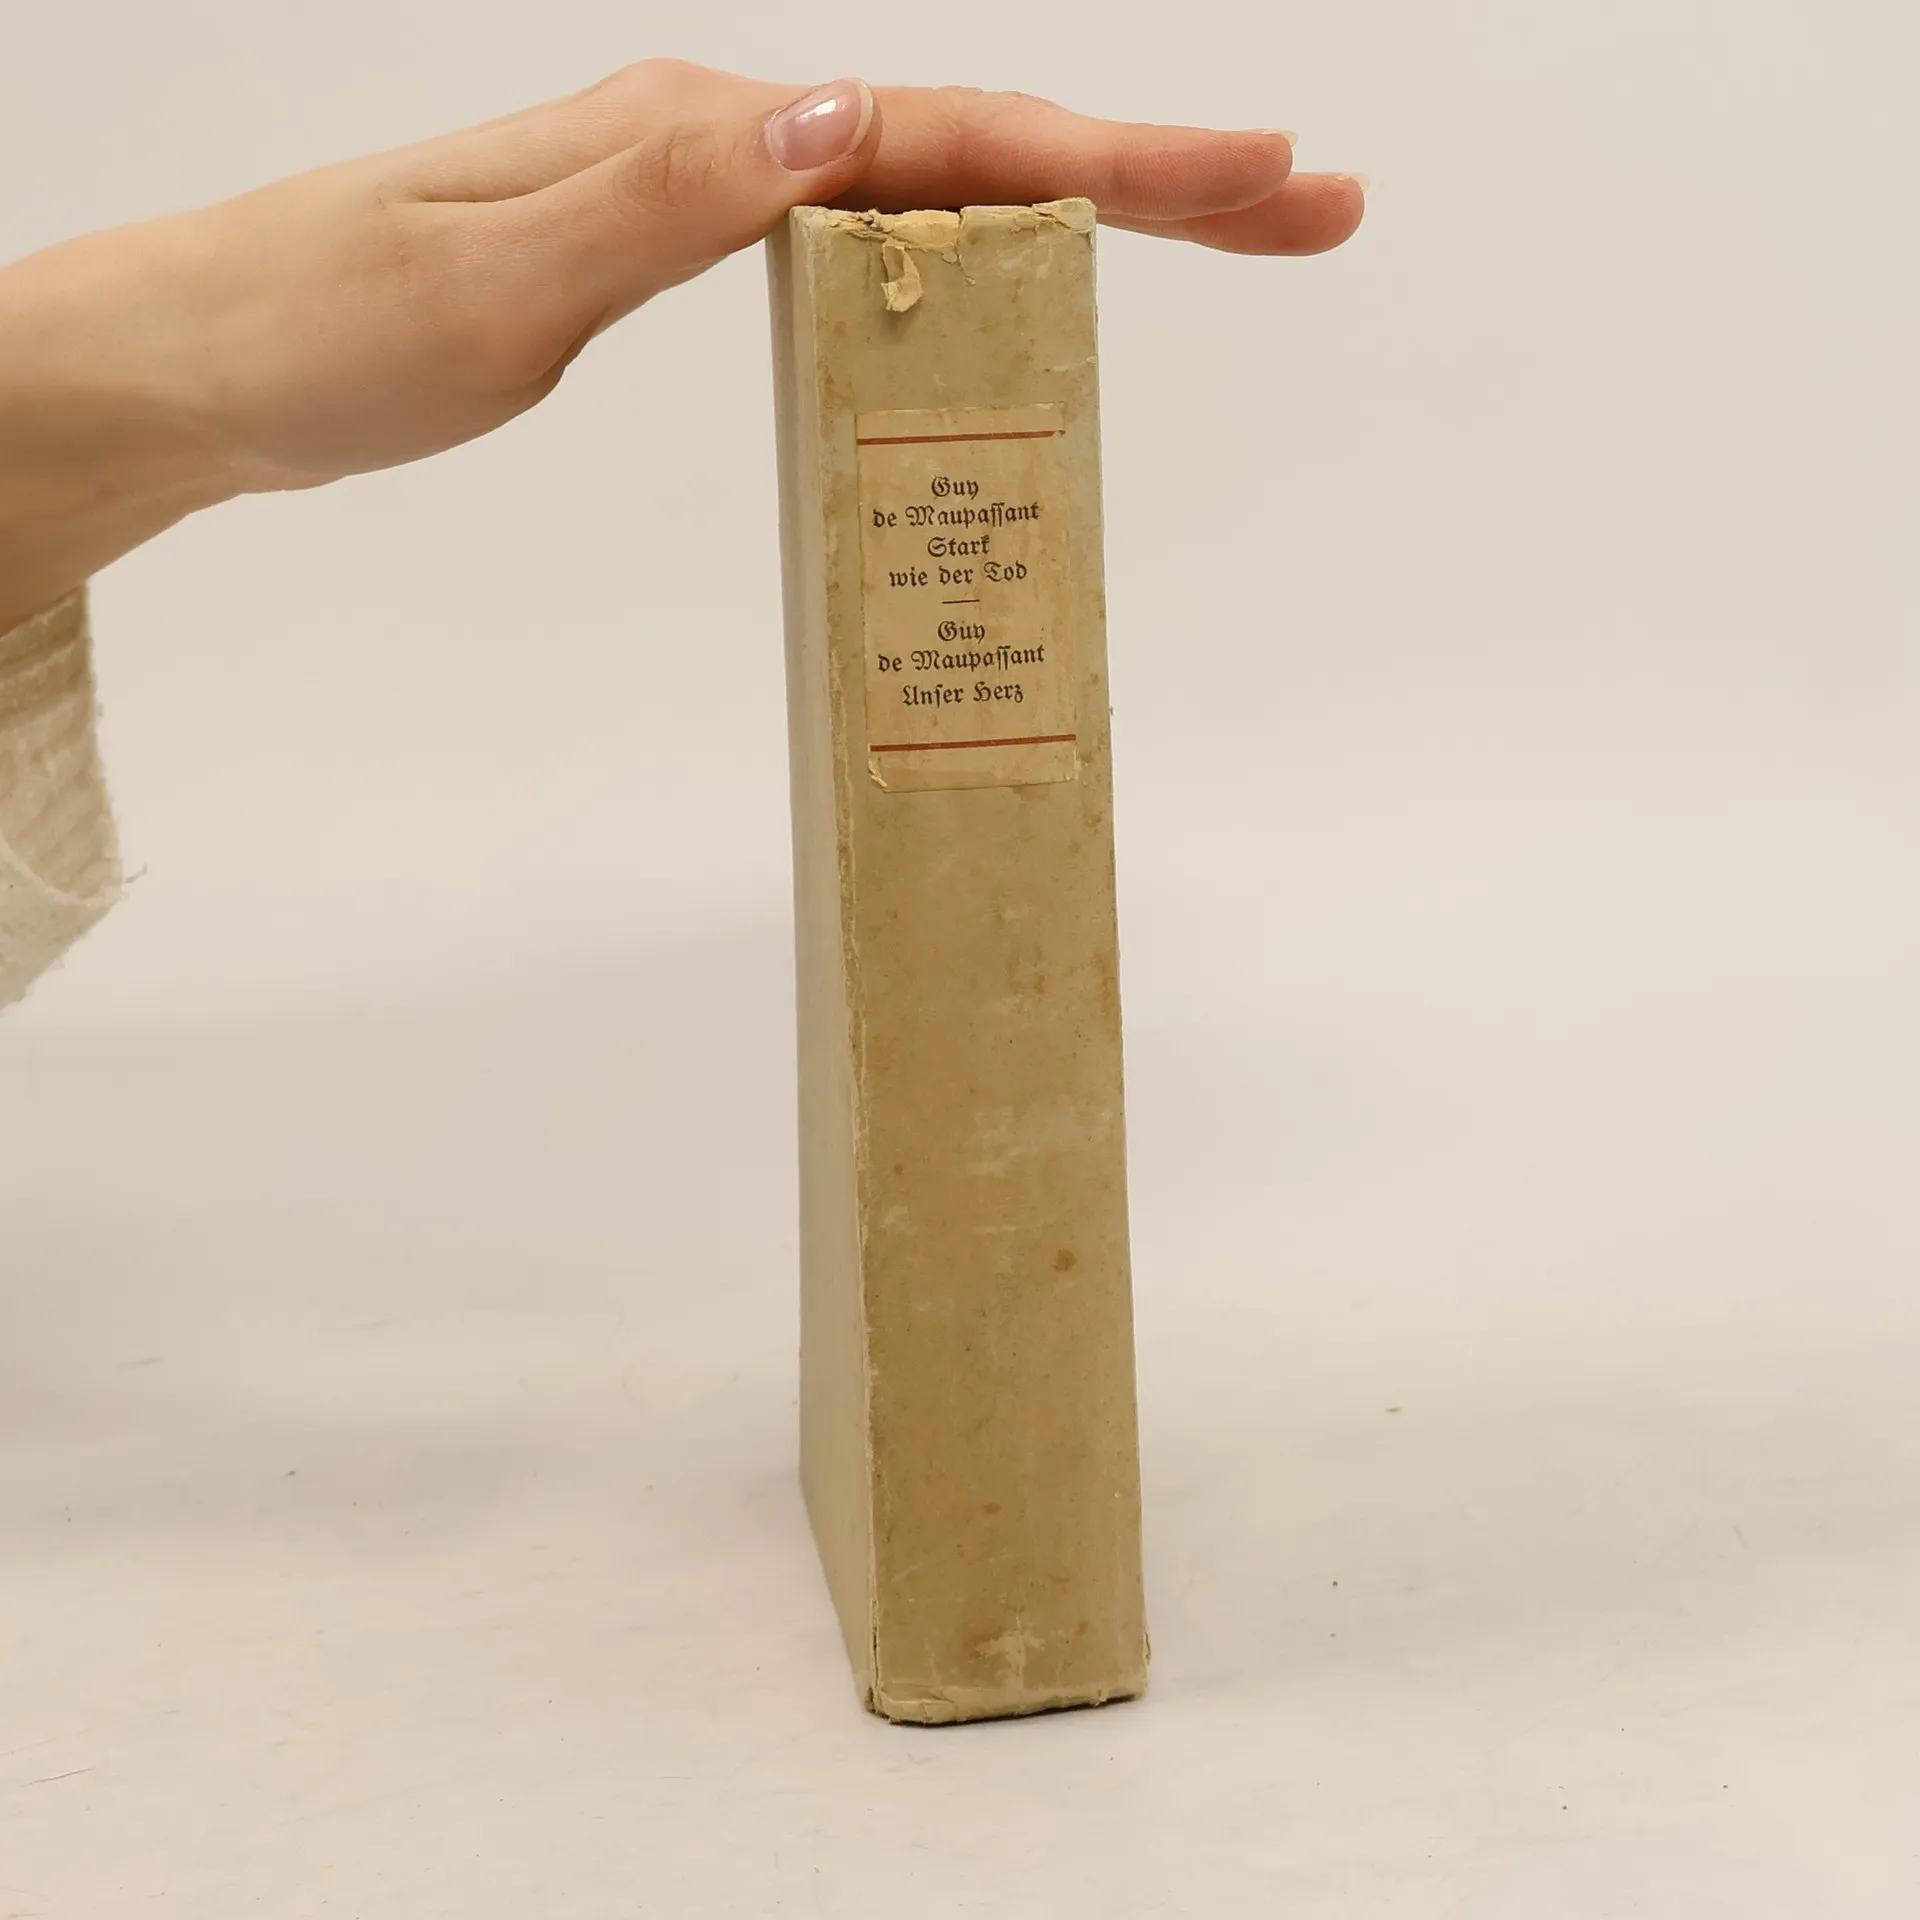 Guy
de Maupaſſant
Stark
wie der Tod
Guy
de Maupaſſant
Unſer Herz